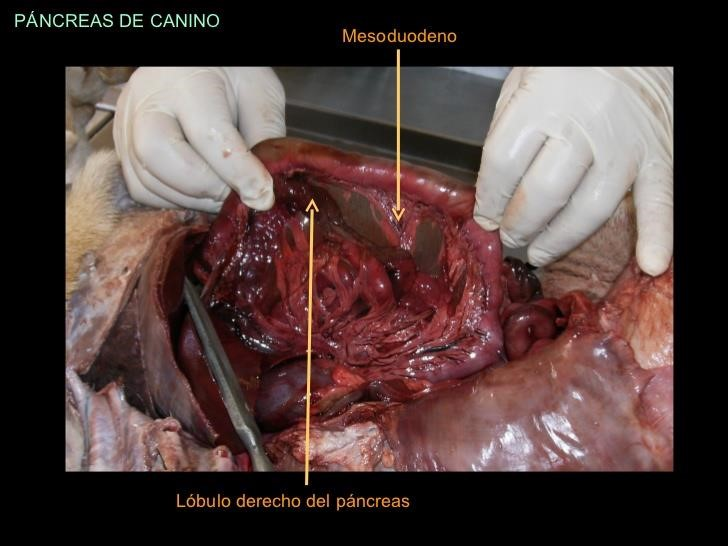 PÁNCREAS DE CANINO
Mesoduodeno
Lóbulo derecho del páncreas